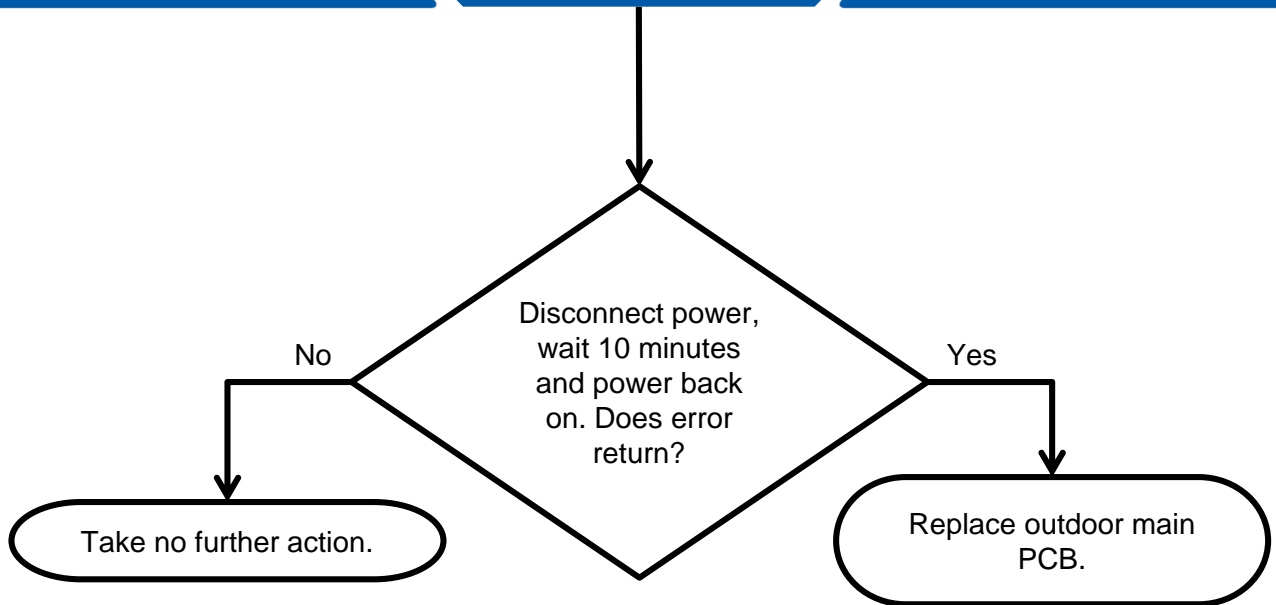 Disconnect power,
wait 10 minutes
and power back
on. Does error
return?
No
Yes
Take no further action.
Replace outdoor main
PCB.